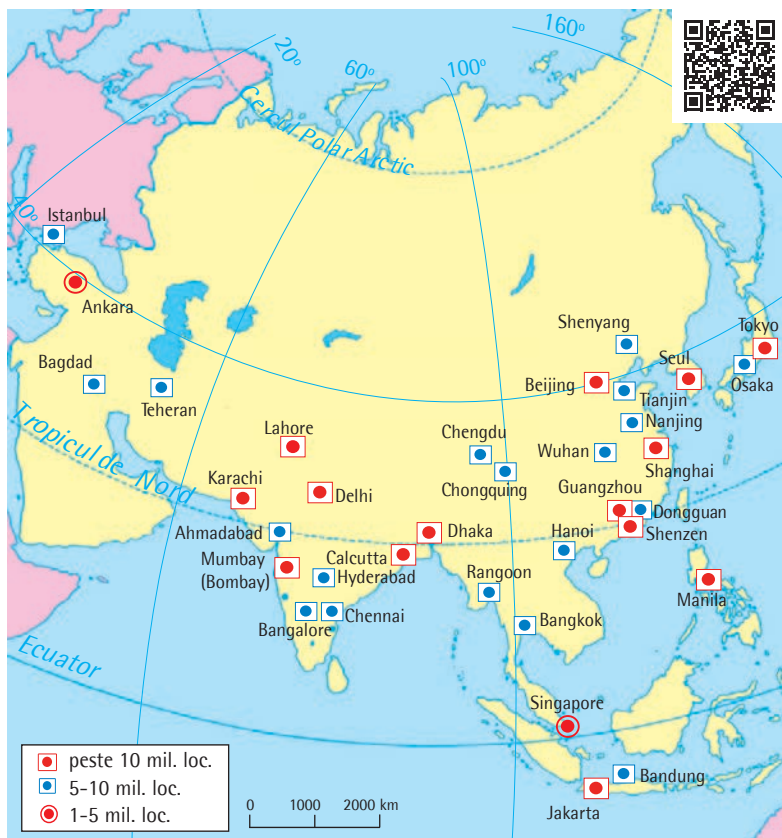 20°
60°
100°
160°
Cercul Polar Arctic
40°
Istanbul
Ankara
Shenyang
Tokyo
Bagdad
Teheran
Beijing
Seul
Osaka
Tianjin
Nanjing
Tropicul de Nord
Lahore
Chengdu
Wuhan
Shanghai
Karachi
Delhi
Chongquing
Guangzhou
Dongguan
Ahmadabad
Dhaka
Hanoi
Shenzen
Mumbay
(Bombay)
Calcutta
Hyderabad
Rangoon
Manila
Bangalore
Chennai
Bangkok
Ecuator
Singapore
peste 10 mil. loc.
5-10 mil. loc.
1-5 mil. loc.
0 1000 2000 km
Bandung
Jakarta